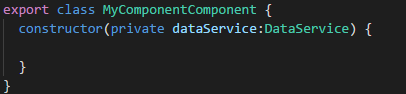 export class MyComponentComponent {
  constructor(private dataService:DataService) {
  }
}